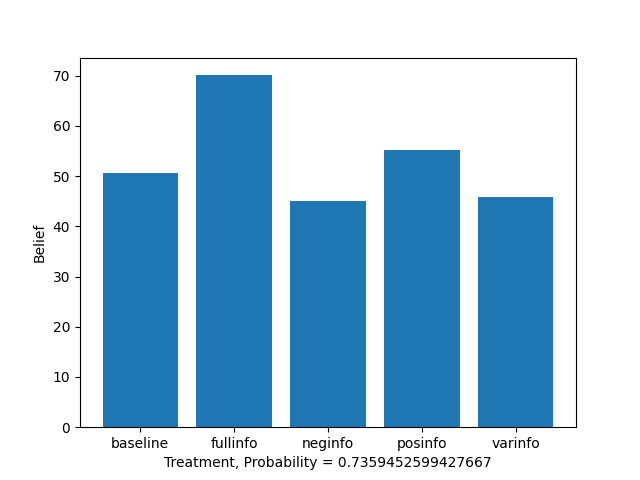 70
60
50
40
30
20
10
0
Belief
baseline fullinfo neginfo posinfo varinfo
Treatment, Probability = 0.7359452599427667